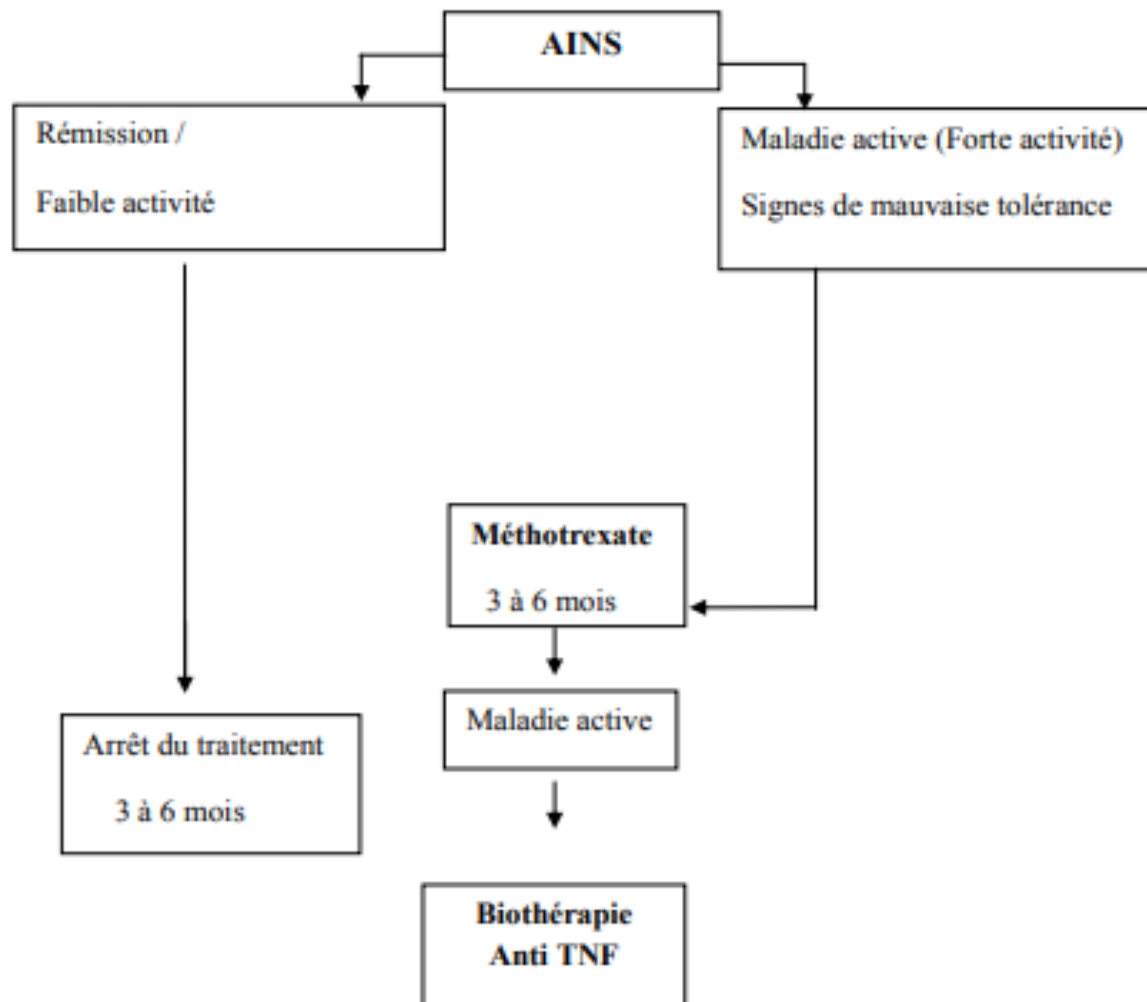 AINS
Rémission /
Faible activité
Maladie active (Forte activité)
Signes de mauvaise tolérance
Méthotrexate
3 à 6 mois
Maladie active
Arrêt du traitement
3 à 6 mois
Biothérapie
Anti TNF